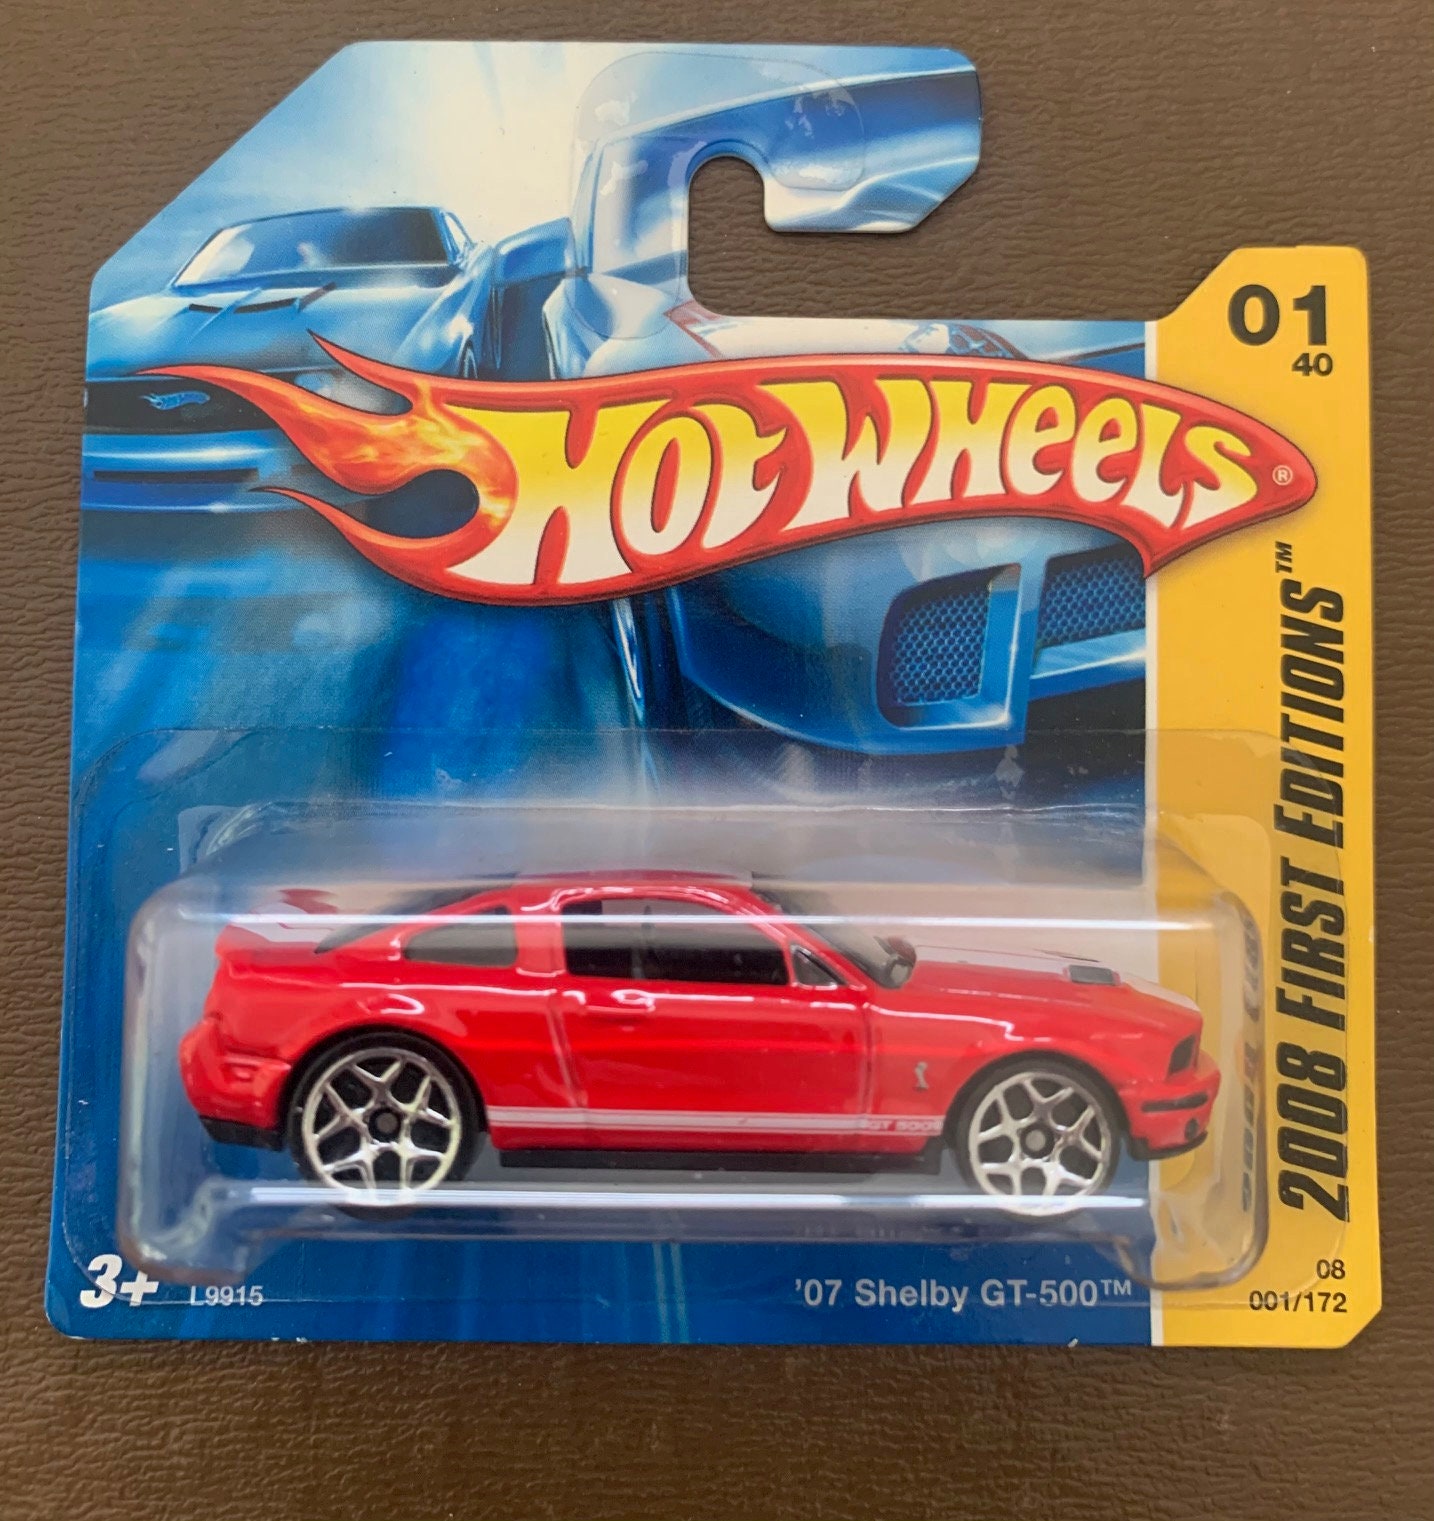 01
40
HOT WHEELS®
2008 FIRST EDITIONS™
GT 500
3+
L9915
'07 Shelby GT-500™
08
001/172